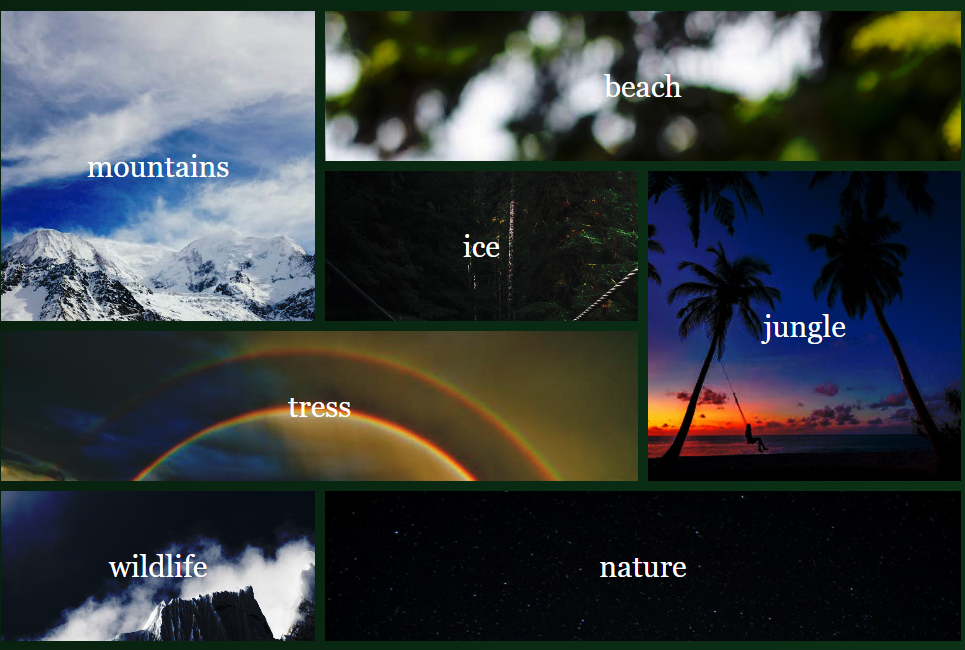 mountains
beach
ice
jungle
tress
wildlife
nature